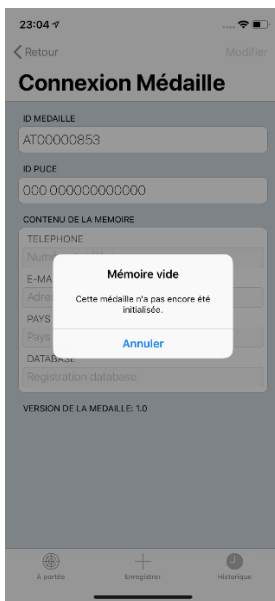 23:04
Retour
Modifier
Connexion Médaille
ID MEDAILLE
AT00000853
ID PUCE
000 000000000000
CONTENU DE LA MEMOIRE
TELEPHONE
E-MA
PAYS
Pays
DATABASE
Registration database
Mémoire vide
Cette médaille n'a pas encore été
initialisée.
Annuler
VERSION DE LA MEDAILLE: 1.0
A portée
Enregistrer
Historique